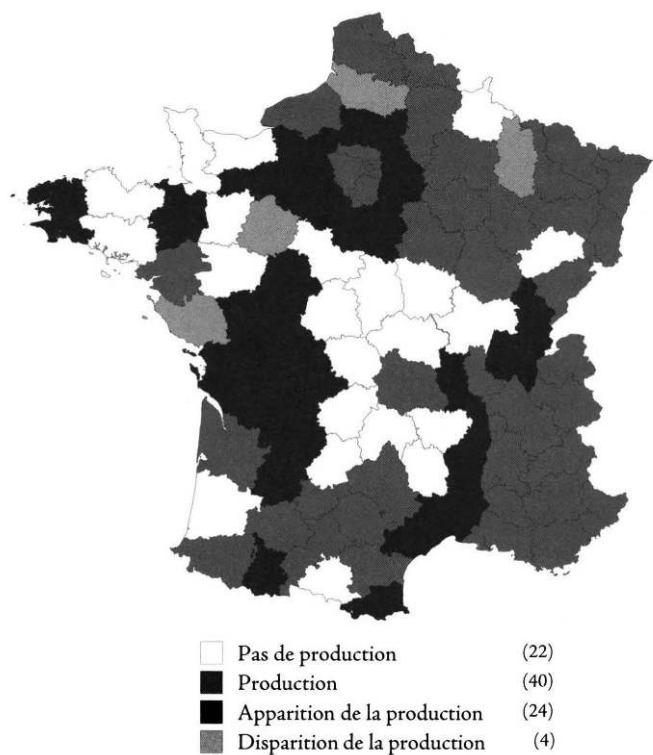 Pas de production (22)
Production (40)
Apparition de la production (24)
Disparition de la production (4)